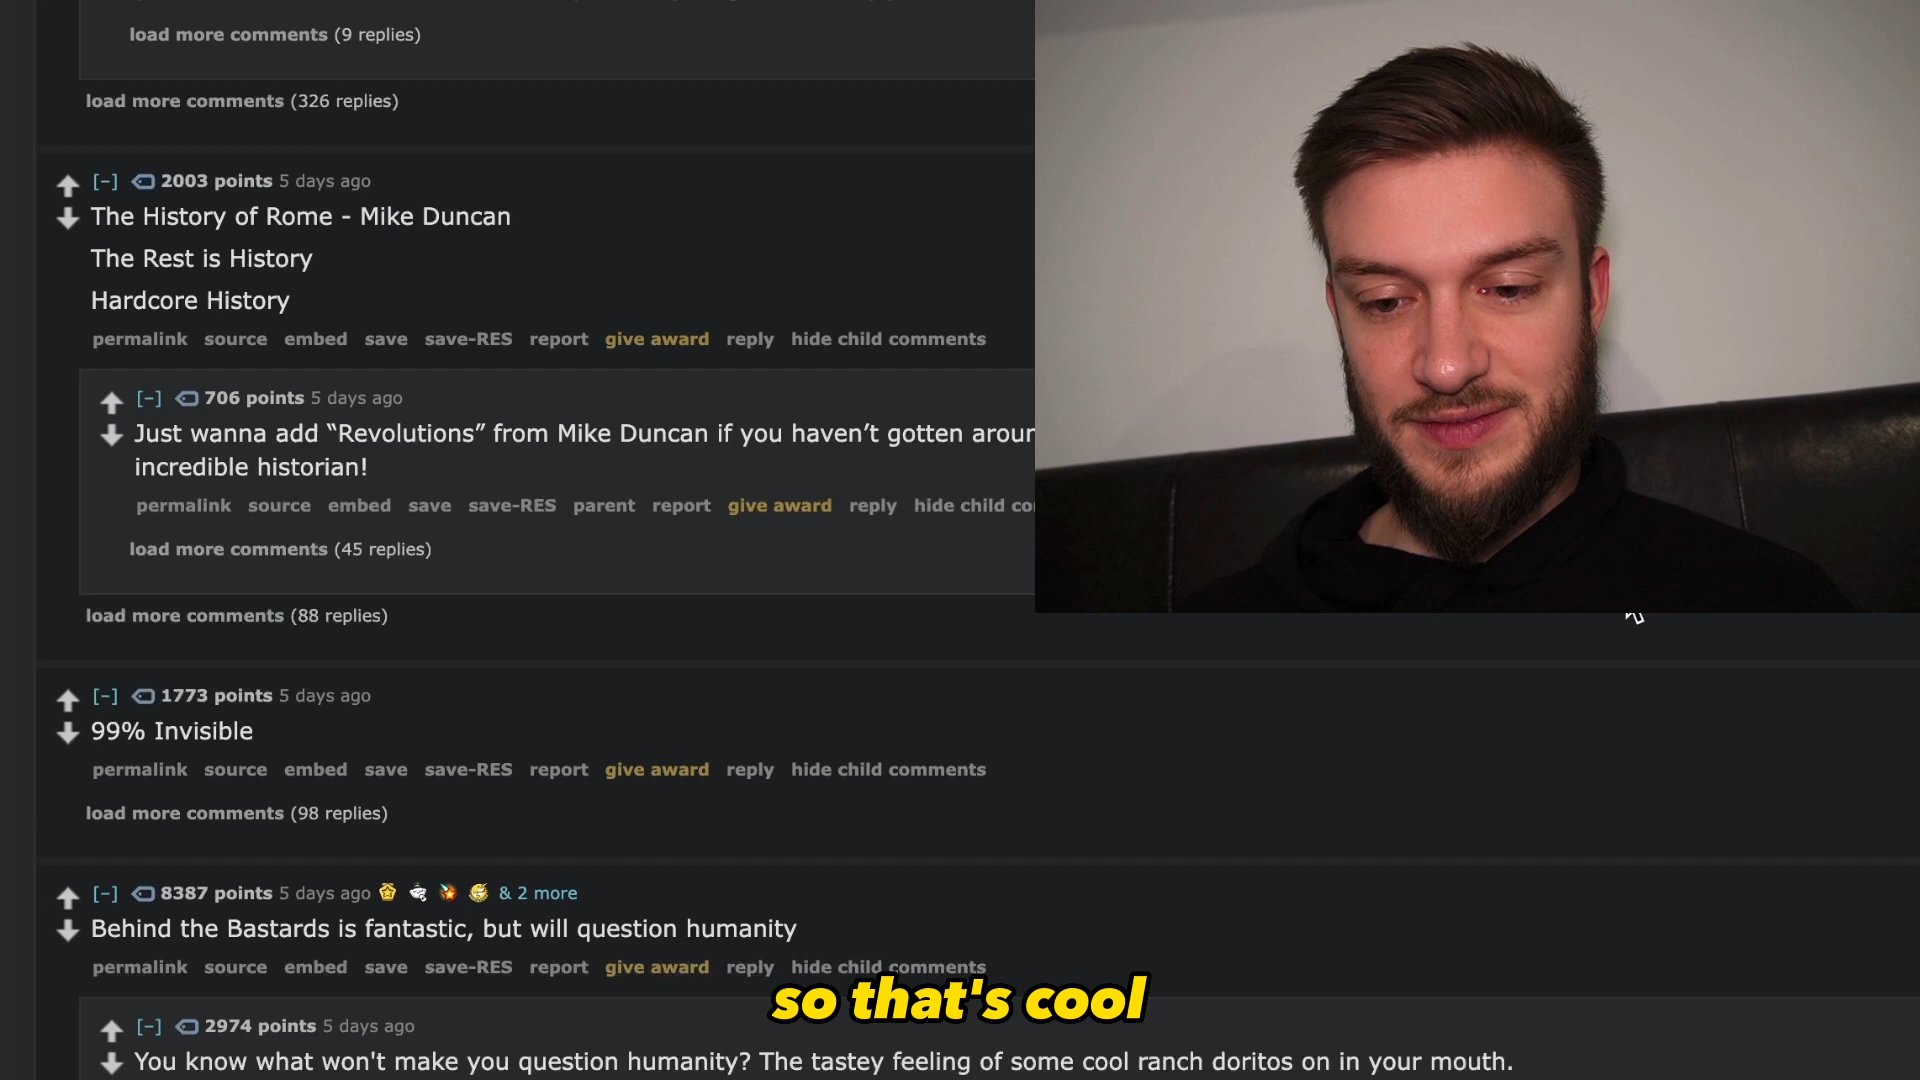 load more comments (9 replies)
load more comments (326 replies)
[-] 2003 points 5 days ago
The History of Rome - Mike Duncan
The Rest is History
Hardcore History
permalink source embed save save-RES report give award reply hide child comments
[-] 706 points 5 days ago
Just wanna add “Revolutions” from Mike Duncan if you haven’t gotten
incredible historian!
permalink source embed save save-RES parent report give award reply hide child
load more comments (45 replies)
load more comments (88 replies)
[-] 1773 points 5 days ago
99% Invisible
permalink source embed save save-RES report give award reply hide child comments
load more comments (98 replies)
[-] 8387 points 5 days ago & 2 more
Behind the Bastards is fantastic, but will question humanity
permalink source embed save save-RES report give award reply hide child comments
so that's cool
[-] 2974 points 5 days ago
You know what won't make you question humanity? The tastey feeling of some cool ranch doritos on in your mouth.